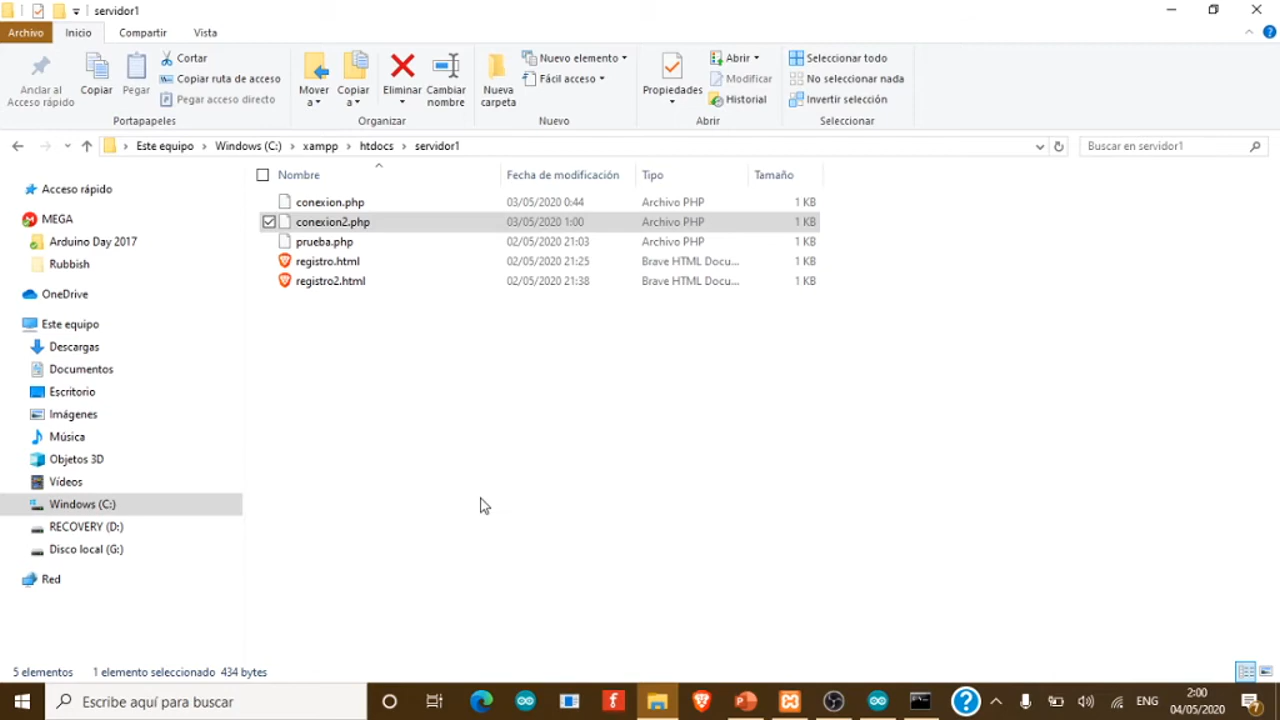 servidor1
Archivo Inicio Compartir Vista
Anclar al Acceso rápido
Copiar
Pegar
Cortar
Copiar ruta de acceso
Pegar acceso directo
Portapapeles
Mover a
Copiar a
Eliminar
Cambiar nombre
Organizar
Nueva carpeta
Nuevo elemento
Fácil acceso
Nuevo
Propiedades
Abrir
Modificar
Historial
Abrir
Seleccionar todo
No seleccionar nada
Invertir selección
Seleccionar
Este equipo > Windows (C:) > xampp > htdocs > servidor1
Buscar en servidor1
Nombre Fecha de modificación Tipo Tamaño
conexion.php 03/05/2020 0:44 Archivo PHP 1 KB
conexion2.php 03/05/2020 1:00 Archivo PHP 1 KB
prueba.php 02/05/2020 21:03 Archivo PHP 1 KB
registro.html 02/05/2020 21:25 Brave HTML Docu... 1 KB
registro2.html 02/05/2020 21:38 Brave HTML Docu... 1 KB
Acceso rápido
MEGA
Arduino Day 2017
Rubbish
OneDrive
Este equipo
Descargas
Documentos
Escritorio
Imágenes
Música
Objetos 3D
Vídeos
Windows (C:)
RECOVERY (D:)
Disco local (G:)
Red
5 elementos 1 elemento seleccionado 434 bytes
Escribe aquí para buscar
ENG
2:00
04/05/2020
7